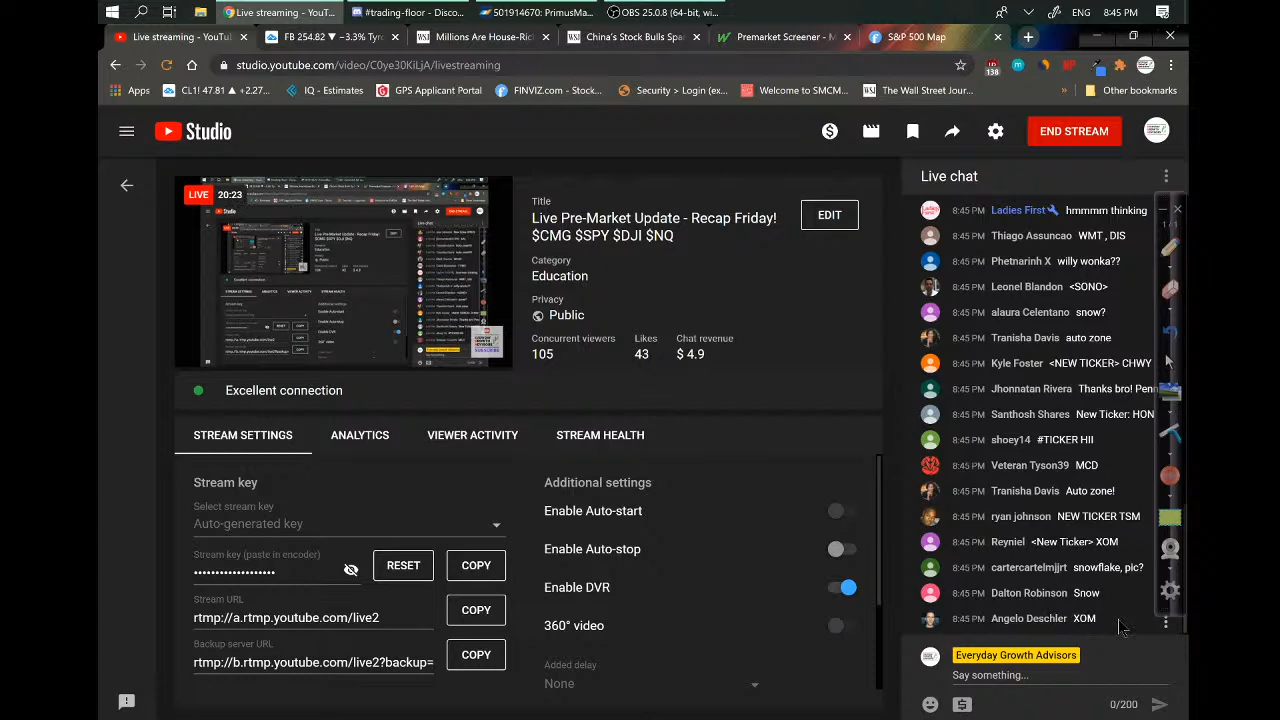 Live streaming - YouT...
#trading-floor - Disco...
501914670: PrimusMa...
OBS 25.0.8 (64-bit, wi...
ENG
8:45 PM
Live streaming - YouTu
FB 254.82 ▼ −3.3% Tyro
Millions Are House-Rich
China's Stock Bulls Spa
Premarket Screener - M
S&P 500 Map
studio.youtube.com/video/C0ye30KiLjA/livestreaming
138
Apps
CL1! 47.81 ▲ +2.27...
IQ - Estimates
GPS Applicant Portal
FINVIZ.com - Stock...
Security > Login (ex...
Welcome to SMCM...
The Wall Street Jour...
»
Other bookmarks
Studio
END STREAM
LIVE 20:23
Title
Live Pre-Market Update - Recap Friday!
$CMG $SPY $DJI $NQ
EDIT
Category
Education
Privacy
Public
Concurrent viewers
105
Likes
43
Chat revenue
$ 4.9
Excellent connection
STREAM SETTINGS
ANALYTICS
VIEWER ACTIVITY
STREAM HEALTH
Stream key
Select stream key
Auto-generated key
Stream key (paste in encoder)
••••••••••••••••••
RESET
COPY
Stream URL
rtmp://a.rtmp.youtube.com/live2
COPY
Backup server URL
rtmp://b.rtmp.youtube.com/live2?backup=
COPY
Additional settings
Enable Auto-start
Enable Auto-stop
Enable DVR
360° video
Added delay
None
Live chat
8:45 PM Ladies First hmmmm thinking
8:45 PM Thiago Assuncao WMT , DIS
8:45 PM Phetnarinh X willy wonka??
8:45 PM Leonel Blandon <SONO>
8:45 PM alaura Celentano snow
8:45 PM Tranisha Davis auto zone
8:45 PM Kyle Foster <NEW TICKER> CHWY
8:45 PM Jhonnatan Rivera Thanks bro! Penn
8:45 PM Santhosh Shares New Ticker: HON
8:45 PM shoey14 #TICKER HII
8:45 PM Veteran Tyson39 MCD
8:45 PM Tranisha Davis Auto zone!
8:45 PM ryan johnson NEW TICKER TSM
8:45 PM Reyniel <New Ticker> XOM
8:45 PM cartercartelmjjrt snowflake, pic?
8:45 PM Dalton Robinson Snow
8:45 PM Angelo Deschler XOM
Everyday Growth Advisors
Say something...
0/200